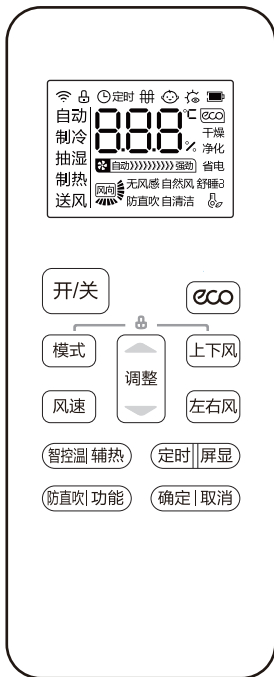 定时
自动 888 ℃ eco
制冷 干燥
抽湿 % 净化
制热 自动 强劲 省电
送风 风向 无风感 自然风 舒睡
防直吹 自清洁
开/关 eco
模式 上下风
调整
风速 左右风
智控温|辅热 定时||屏显
防直吹|功能 确定|取消